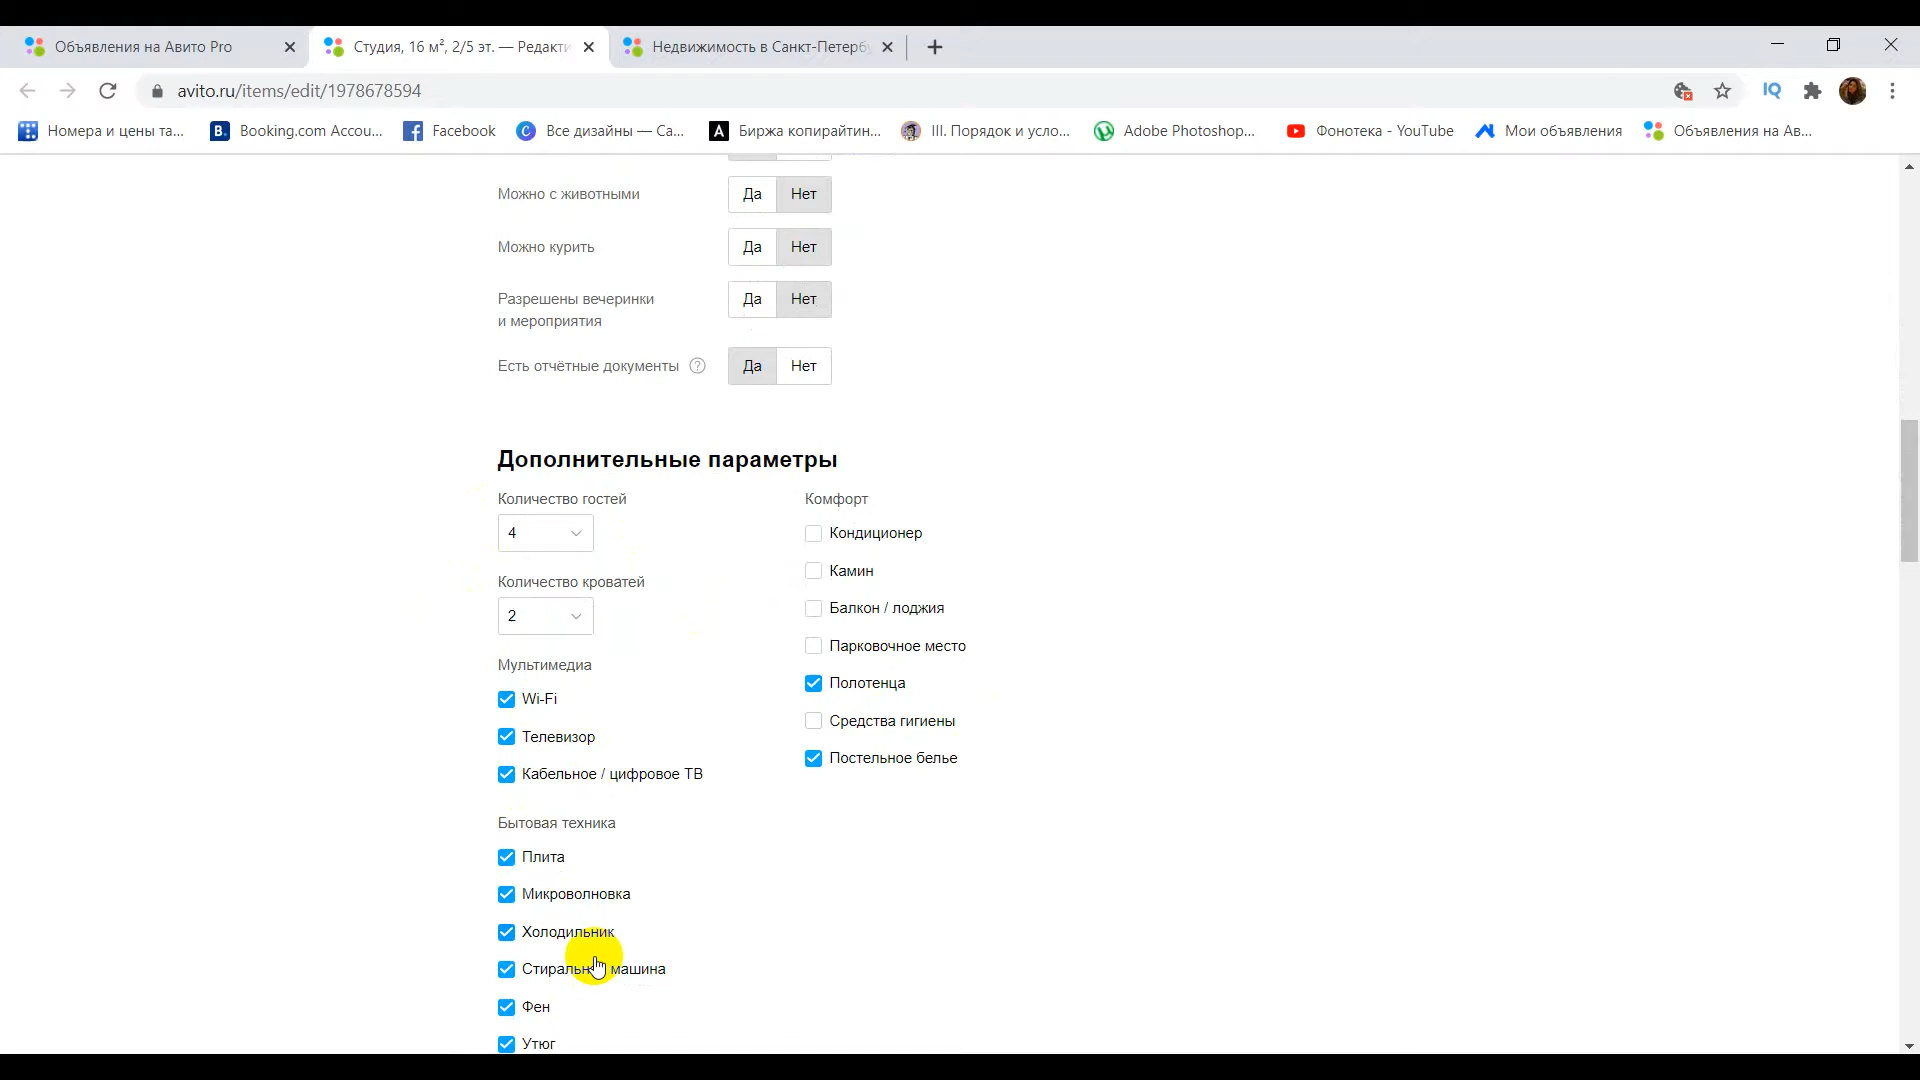 Объявления на Авито Pro
Студия, 16 м², 2/5 эт. — Редакти
Недвижимость в Санкт-Петербу
avito.ru/items/edit/1978678594
IQ
Номера и цены та...
B. Booking.com Accou...
Facebook
C Все дизайны — Ca...
A Биржа копирайтин...
III. Порядок и усло...
Adobe Photoshop...
Фонотека - YouTube
Мои объявления
Объявления на Ав...
Можно с животными
Да Нет
Можно курить
Да Нет
Разрешены вечеринки
и мероприятия
Да Нет
Есть отчётные документы ?
Да Нет
Дополнительные параметры
Количество гостей
4
Количество кроватей
2
Мультимедиа
Wi-Fi
Телевизор
Кабельное / цифровое ТВ
Бытовая техника
Плита
Микроволновка
Холодильник
Стиральная машина
Фен
Утюг
Комфорт
Кондиционер
Камин
Балкон / лоджия
Парковочное место
Полотенца
Средства гигиены
Постельное белье